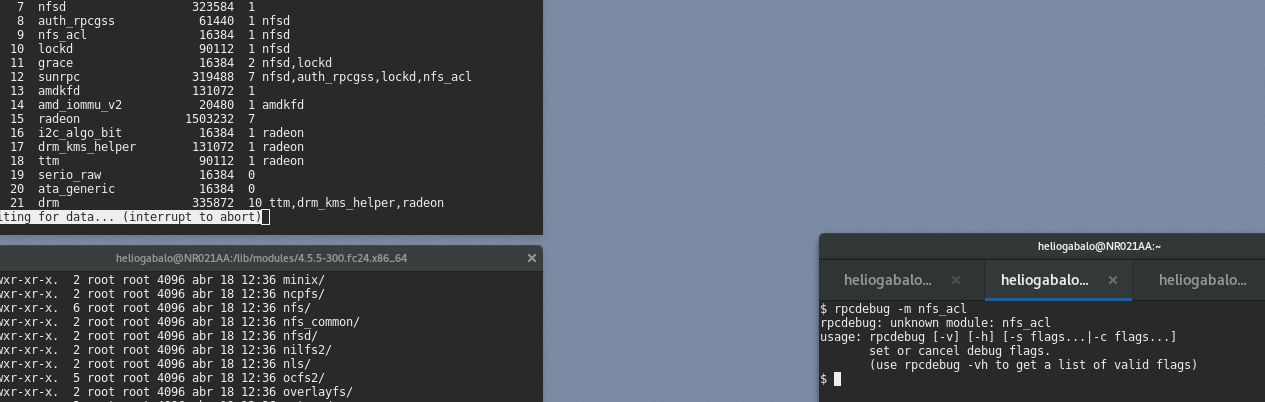 7 nfsd 323584 1
8 auth_rpcgss 61440 1 nfsd
9 nfs_acl 16384 1 nfsd
10 lockd 90112 1 nfsd
11 grace 16384 2 nfsd,lockd
12 sunrpc 319488 7 nfsd,auth_rpcgss,lockd,nfs_acl
13 amdkfd 131072 1
14 amd_iommu_v2 20480 1 amdkfd
15 radeon 1503232 7
16 i2c_algo_bit 16384 1 radeon
17 drm_kms_helper 131072 1 radeon
18 ttm 90112 1 radeon
19 serio_raw 16384 0
20 ata_generic 16384 0
21 drm 335872 10 ttm,drm_kms_helper,radeon
iting for data... (interrupt to abort)
heliogabalo@NR021AA:/lib/modules/4.5.5-300.fc24.x86_64
wxr-xr-x. 2 root root 4096 abr 18 12:36 minix/
wxr-xr-x. 2 root root 4096 abr 18 12:36 ncpfs/
wxr-xr-x. 6 root root 4096 abr 18 12:36 nfs/
wxr-xr-x. 2 root root 4096 abr 18 12:36 nfs_common/
wxr-xr-x. 2 root root 4096 abr 18 12:36 nfsd/
wxr-xr-x. 2 root root 4096 abr 18 12:36 nilfs2/
wxr-xr-x. 2 root root 4096 abr 18 12:36 nls/
wxr-xr-x. 5 root root 4096 abr 18 12:36 ocfs2/
wxr-xr-x. 2 root root 4096 abr 18 12:36 overlayfs/
heliogabalo@NR021AA:~
heliogabalo... heliogabalo... heliogabalo...
$ rpcdebug -m nfs_acl
rpcdebug: unknown module: nfs_acl
usage: rpcdebug [-v] [-h] [-s flags...|-c flags...]
set or cancel debug flags.
(use rpcdebug -vh to get a list of valid flags)
$